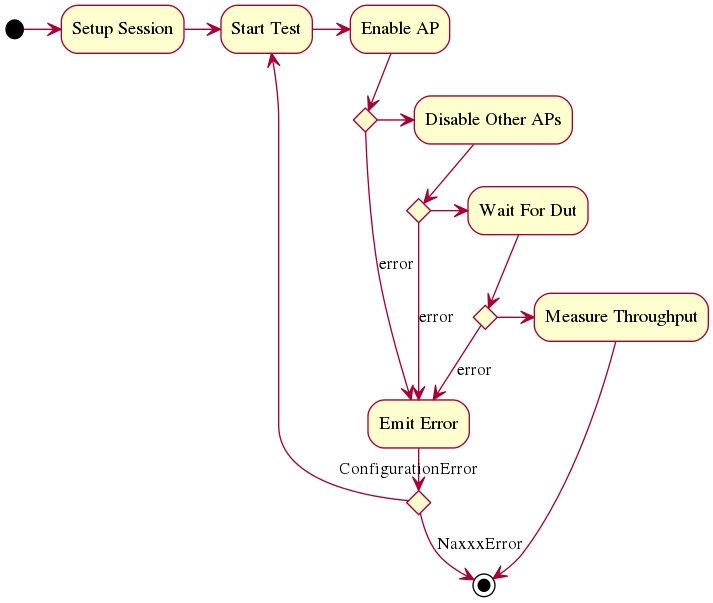 Setup Session
Start Test
Enable AP
Disable Other APs
Wait For Dut
error
error
Measure Throughput
error
Emit Error
ConfigurationError
NaxxxError